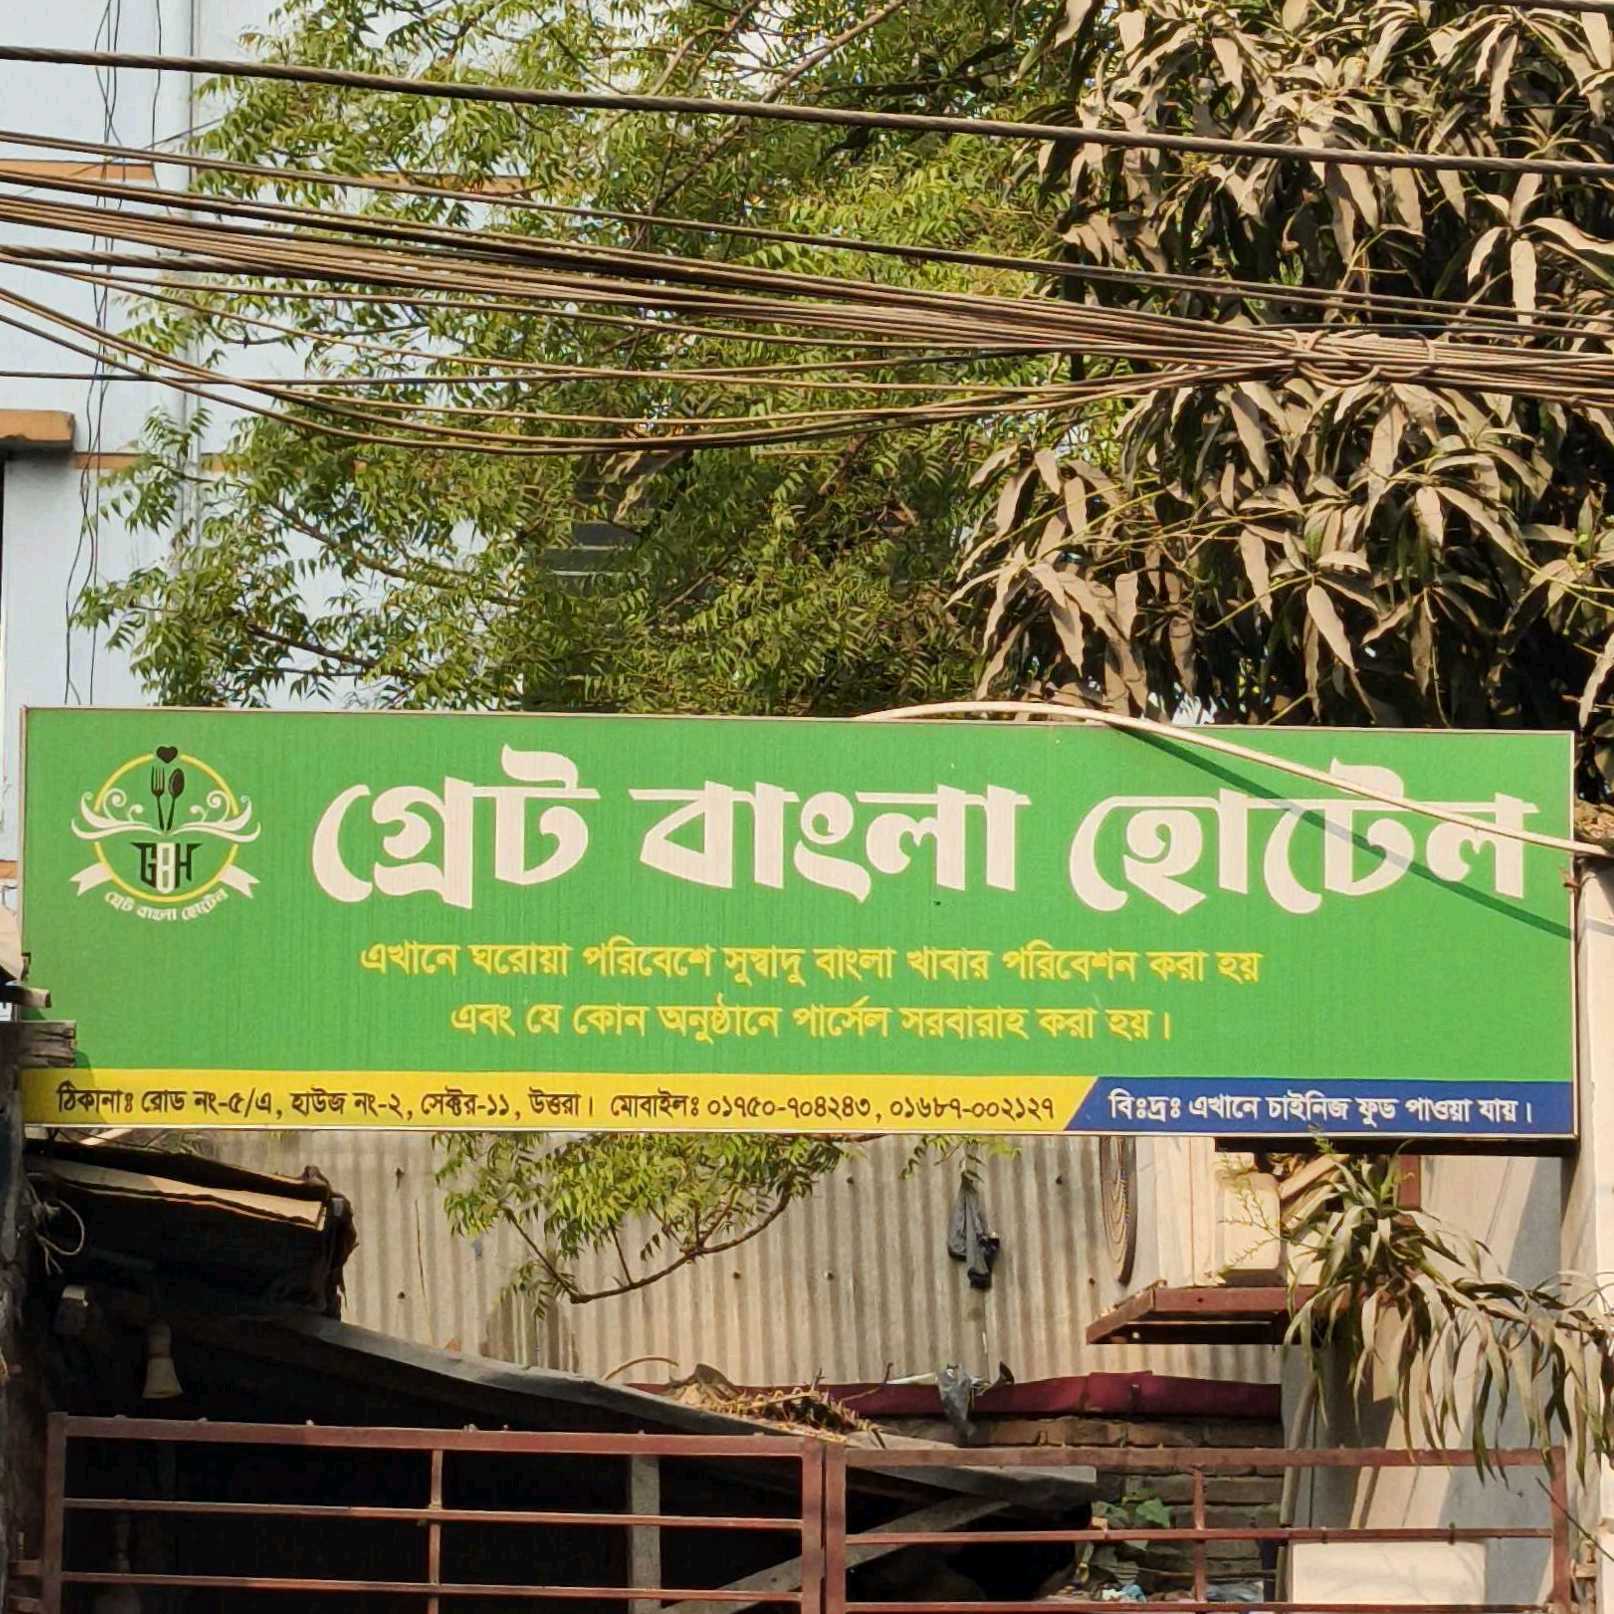 গ্রেট বাংলা হোটেল
GBH
গ্রেট বাংলা হোটেল
এখানে ঘরোয়া পরিবেশে সুস্বাদু বাংলা খাবার পরিবেশন করা হয়
এবং যে কোন অনুষ্ঠানে পার্সেল সরবারাহ করা হয়।
ঠিকানাঃ রোড নং-৫/এ, হাউজ নং-২, সেক্টর-১১, উত্তরা। মোবাইলঃ ০১৭৫০-৭০৪২৪৩, ০১৬৮৭-০০২১২৭
বিঃদ্রঃ এখানে চাইনিজ ফুড পাওয়া যায়।